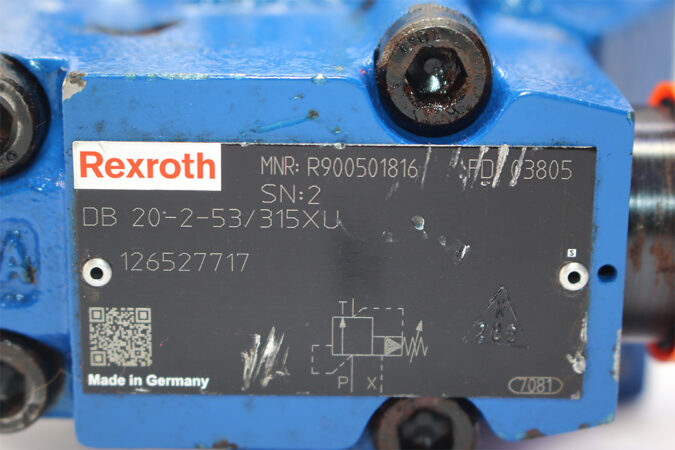 Rexroth
MNR: R900501816 FD: 03805
SN:2
DB 20-2-53/315XU
126527717
S
T
P X
Made in Germany
7081
A